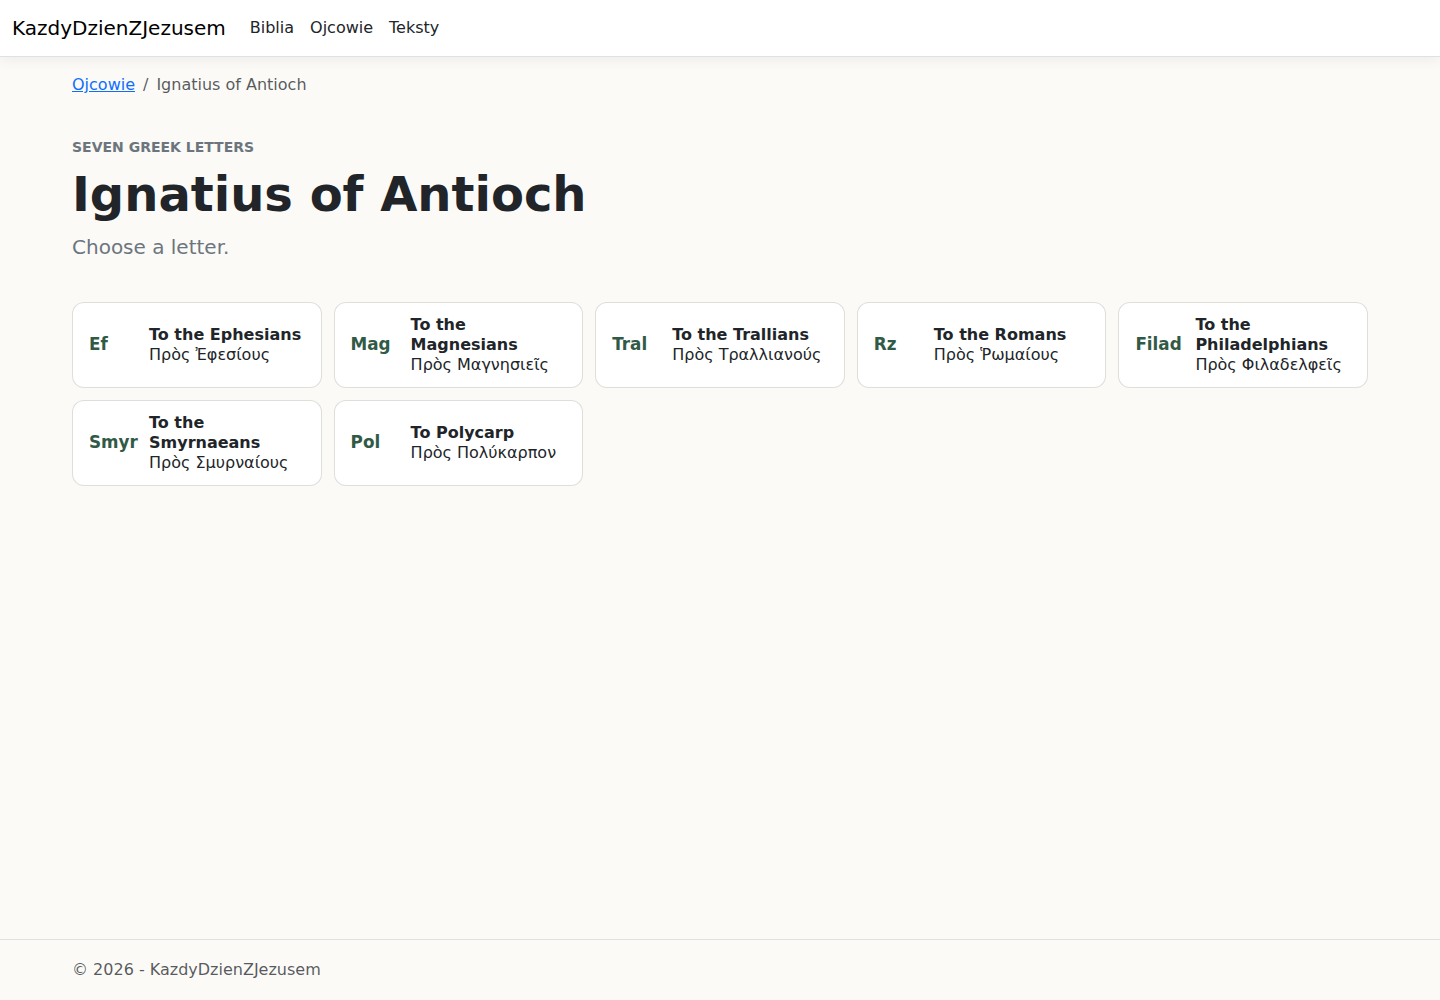 KazdyDzienZJezusem Biblia Ojcowie Teksty
Ojcowie / Ignatius of Antioch
SEVEN GREEK LETTERS
Ignatius of Antioch
Choose a letter.
Ef
To the Ephesians
Πρὸς Ἐφεσίους
Mag
To the
Magnesians
Πρὸς Μαγνησιεῖς
Tral
To the Trallians
Πρὸς Τραλλιανούς
Rz
To the Romans
Πρὸς Ῥωμαίους
Filad
To the
Philadelphians
Πρὸς Φιλαδελφεῖς
Smyr
To the
Smyrnaeans
Πρὸς Σμυρναίους
Pol
To Polycarp
Πρὸς Πολύκαρπον
© 2026 - KazdyDzienZJezusem